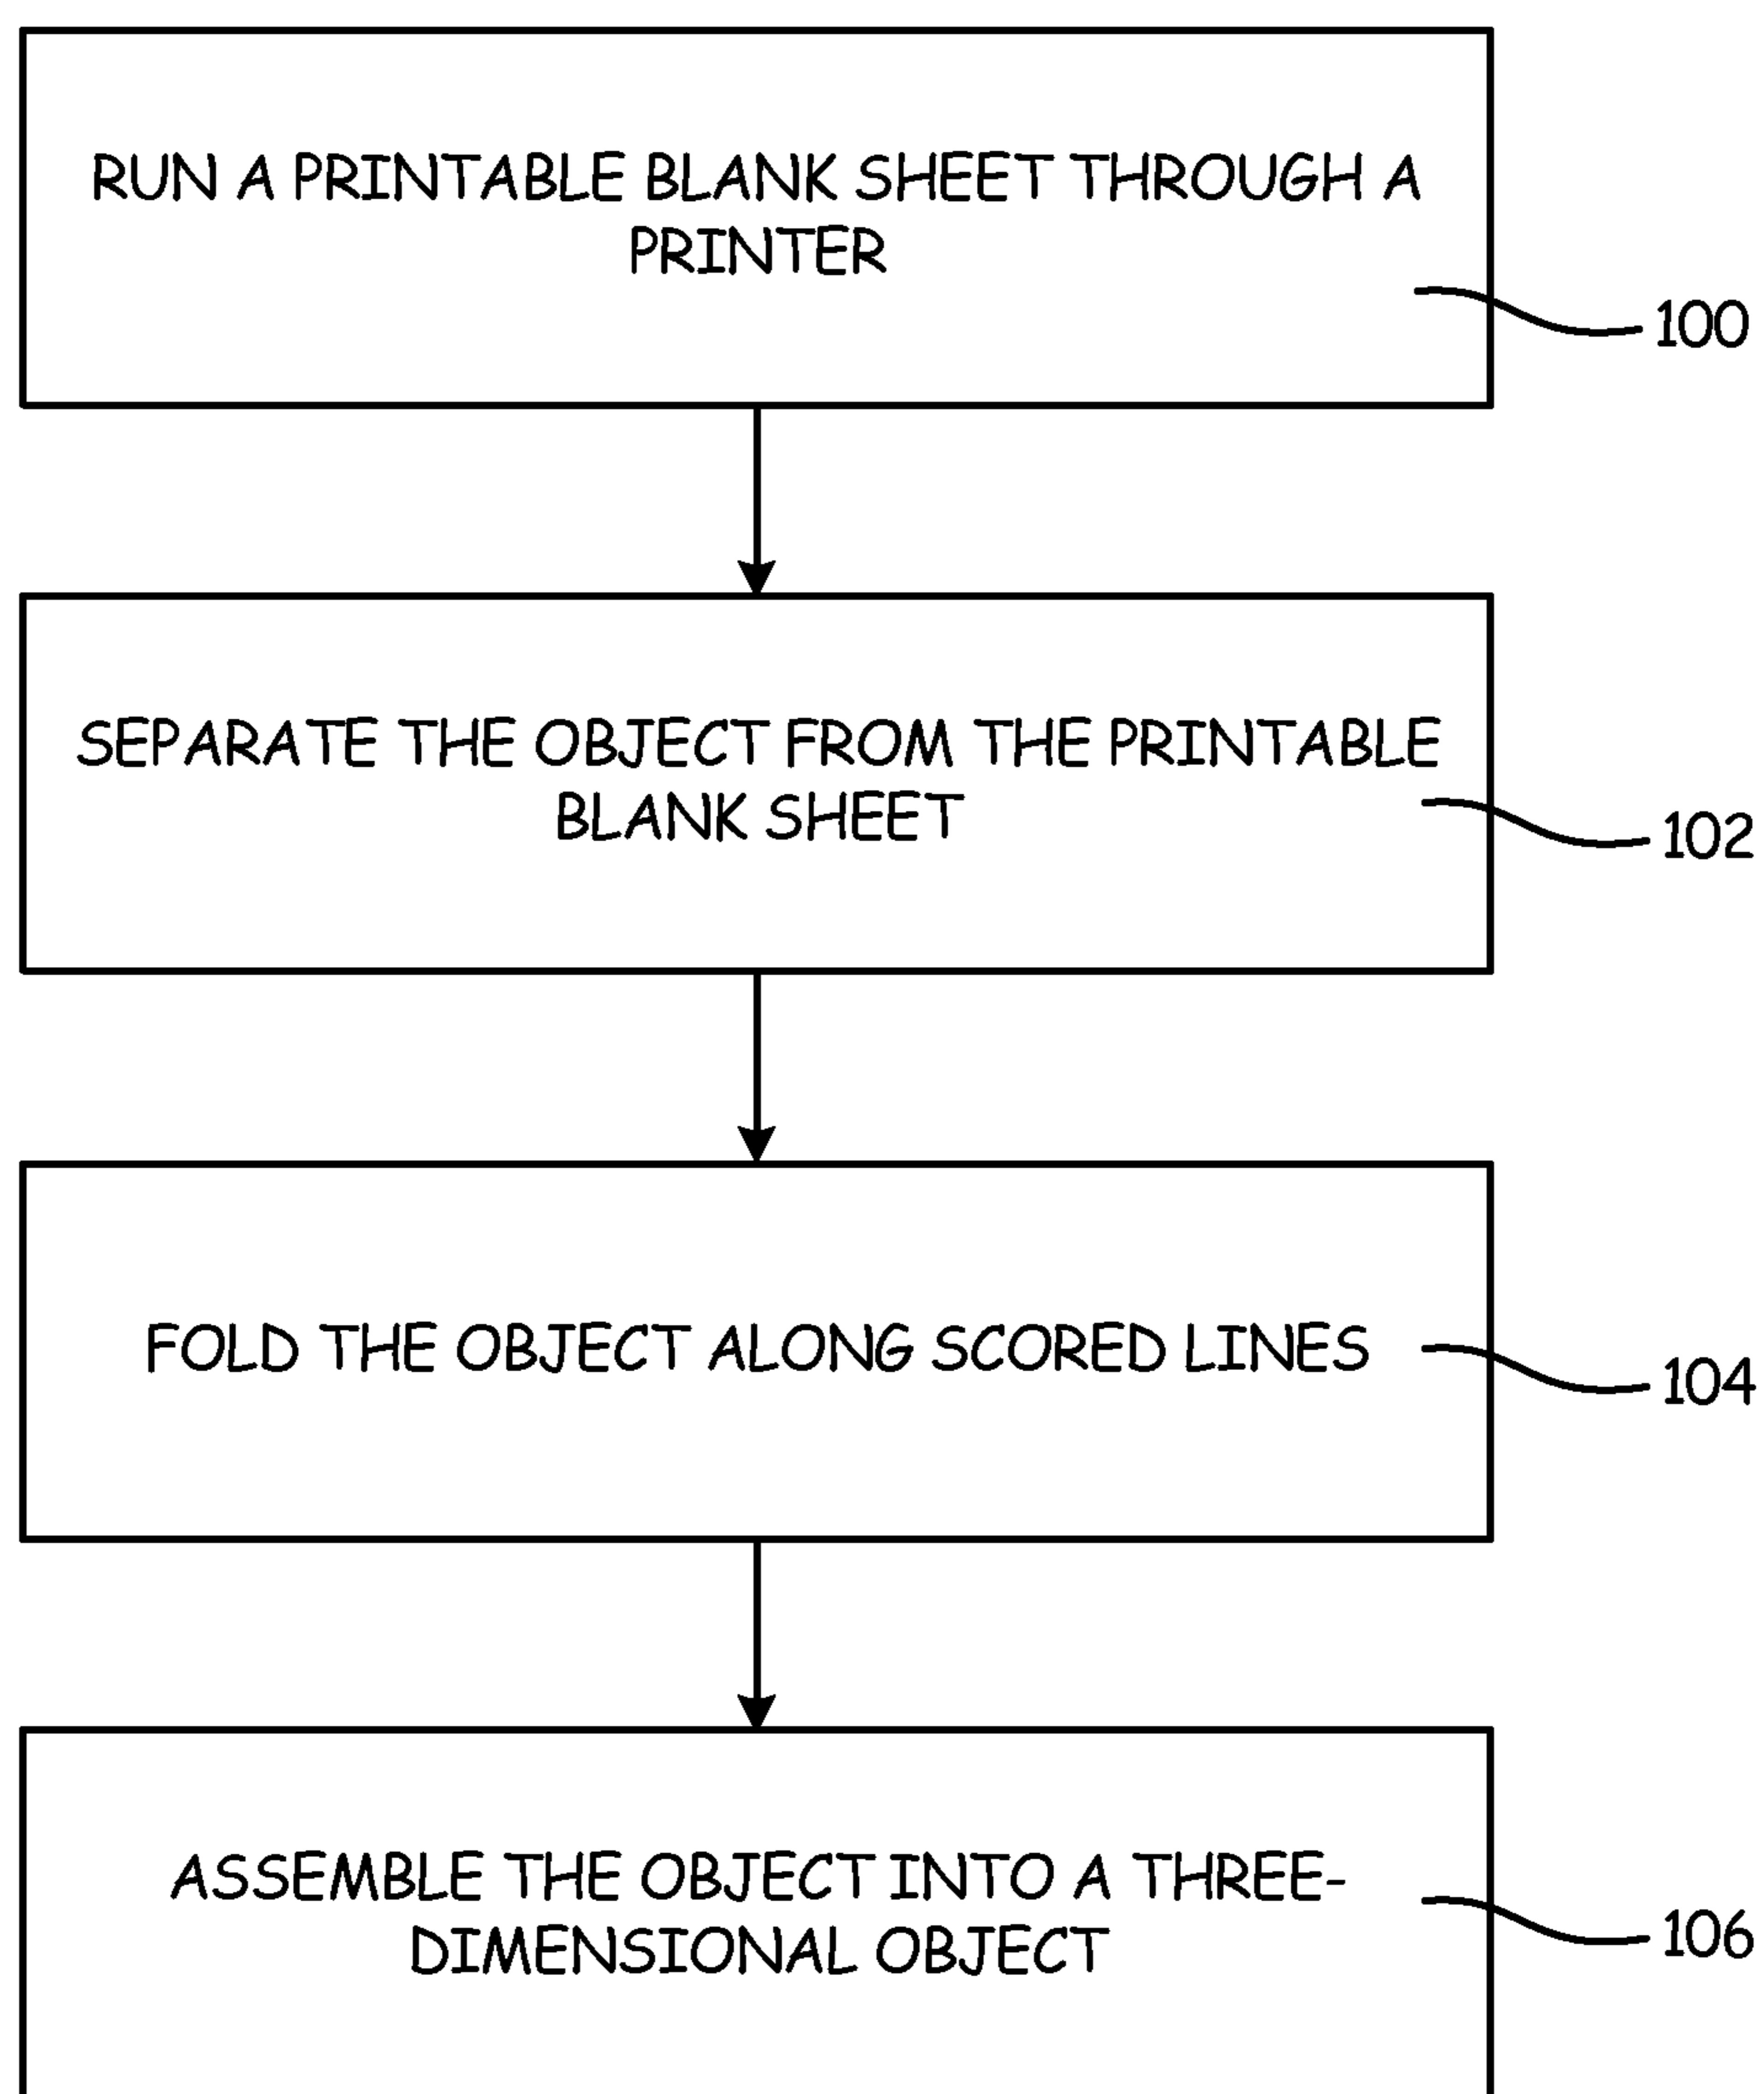 RUN A PRINTABLE BLANK SHEET THROUGH A
PRINTER
100
SEPARATE THE OBJECT FROM THE PRINTABLE
BLANK SHEET
102
FOLD THE OBJECT ALONG SCORED LINES
104
ASSEMBLE THE OBJECT INTO A THREE-
DIMENSIONAL OBJECT
106